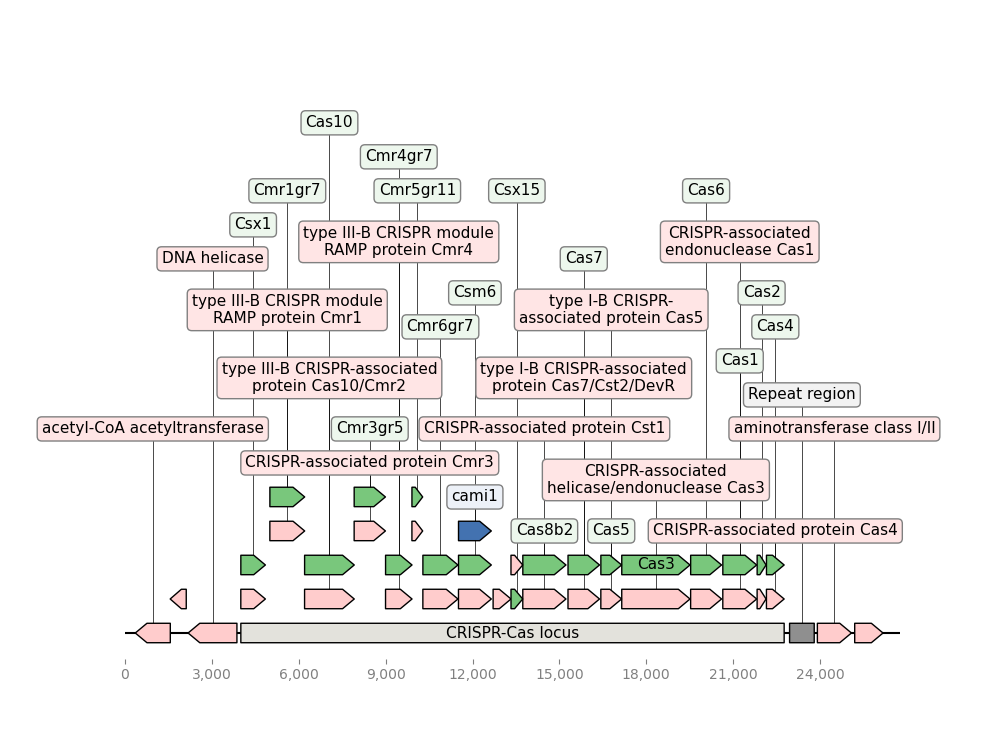 Cas10
Cmr4gr7
Cmr1gr7
Cmr5gr11
Csx15
Cas6
Csx1
type III-B CRISPR module
RAMP protein Cmr4
CRISPR-associated
endonuclease Cas1
DNA helicase
Cas7
Csm6
Cas2
type III-B CRISPR module
RAMP protein Cmr1
type I-B CRISPR-
associated protein Cas5
Cmr6gr7
Cas4
Cas1
type III-B CRISPR-associated
protein Cas10/Cmr2
type I-B CRISPR-associated
protein Cas7/Cst2/DevR
Repeat region
acetyl-CoA acetyltransferase
Cmr3gr5
CRISPR-associated protein Cst1
aminotransferase class I/II
CRISPR-associated protein Cmr3
CRISPR-associated
helicase/endonuclease Cas3
cami1
Cas8b2
Cas5
CRISPR-associated protein Cas4
Cas3
CRISPR-Cas locus
0
3,000
6,000
9,000
12,000
15,000
18,000
21,000
24,000